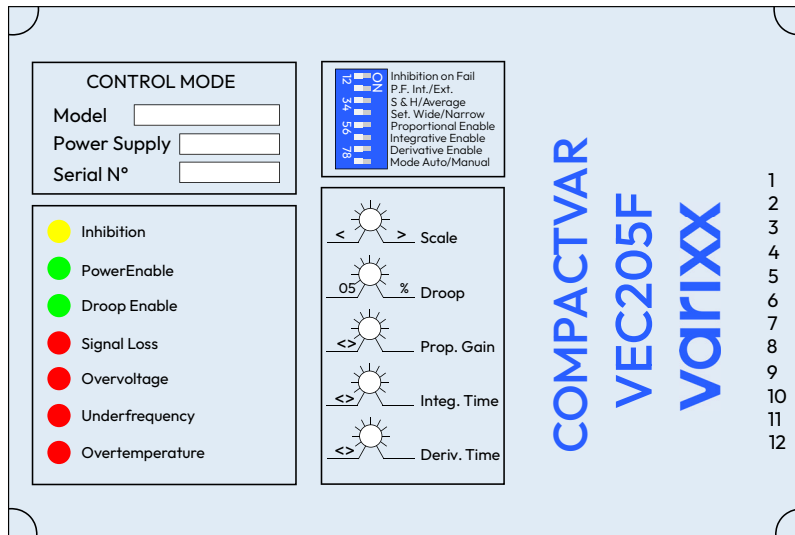 CONTROL MODE
Model
Power Supply
Serial N°
Inhibition
PowerEnable
Droop Enable
Signal Loss
Overvoltage
Underfrequency
Overtemperature
ON
12
34
56
78
Inhibition on Fail
P.F. Int./Ext.
S & H/Average
Set. Wide/Narrow
Proportional Enable
Integrative Enable
Derivative Enable
Mode Auto/Manual
< > Scale
05 % Droop
<> Prop. Gain
<> Integ. Time
<> Deriv. Time
COMPACTVAR
VEC205F
varixx
1
2
3
4
5
6
7
8
9
10
11
12